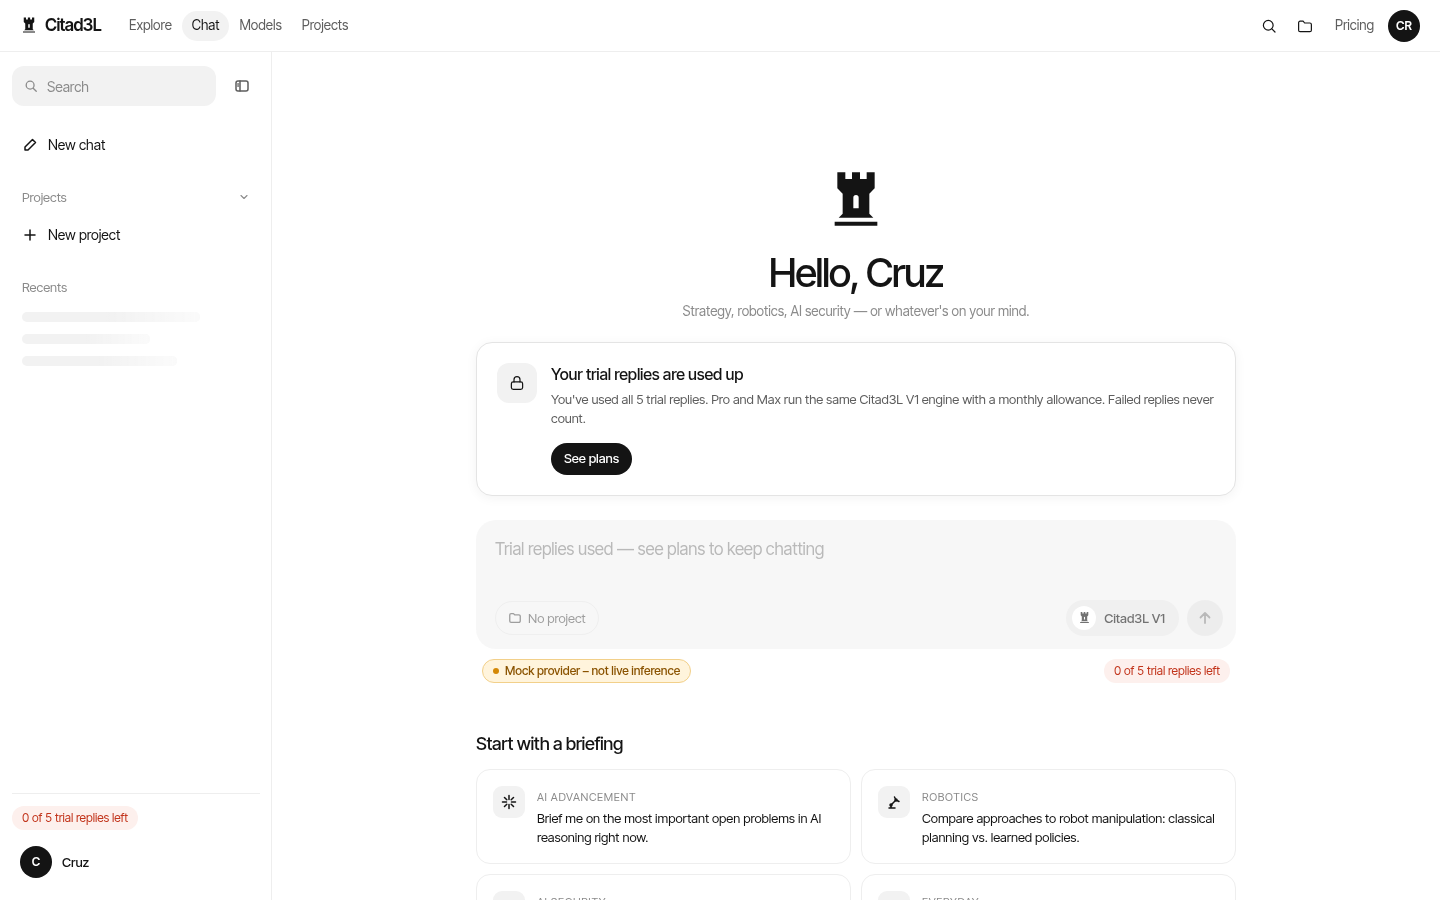 Citad3L
Explore
Chat
Models
Projects
Pricing
CR
Search
New chat
Projects
New project
Recents
0 of 5 trial replies left
C
Cruz
Hello, Cruz
Strategy, robotics, AI security — or whatever's on your mind.
Your trial replies are used up
You've used all 5 trial replies. Pro and Max run the same Citad3L V1 engine with a monthly allowance. Failed replies never
count.
See plans
Trial replies used — see plans to keep chatting
No project
Citad3L V1
Mock provider – not live inference
0 of 5 trial replies left
Start with a briefing
AI ADVANCEMENT
Brief me on the most important open problems in AI
reasoning right now.
ROBOTICS
Compare approaches to robot manipulation: classical
planning vs. learned policies.
AI SECURITY
EVERYDAY